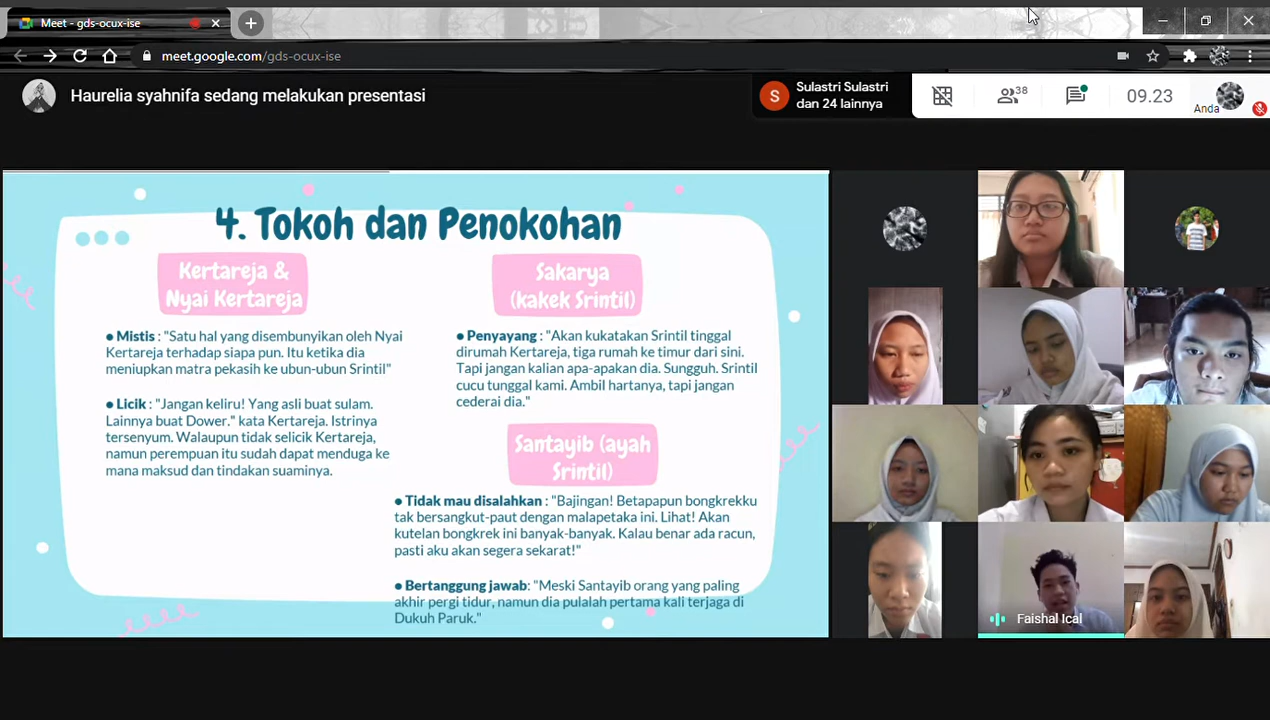 Meet - gds-ocux-ise
meet.google.com/gds-ocux-ise
Haurelia syahnifa sedang melakukan presentasi
S
Sulastri Sulastri
dan 24 lainnya
38
09.23
Anda
4. Tokoh dan Penokohan
Kertareja &
Nyai Kertareja
● Mistis : "Satu hal yang disembunyikan oleh Nyai
Kertareja terhadap siapa pun. Itu ketika dia
meniupkan matra pekasih ke ubun-ubun Srintil"
● Licik : "Jangan keliru! Yang asli buat sulam.
Lainnya buat Dower." kata Kertareja. Istrinya
tersenyum. Walaupun tidak selicik Kertareja,
namun perempuan itu sudah dapat menduga ke
mana maksud dan tindakan suaminya.
Sakarya
(kakek Srintil)
● Penyayang : "Akan kukatakan Srintil tinggal
dirumah Kertareja, tiga rumah ke timur dari sini.
Tapi jangan kalian apa-apakan dia. Sungguh. Srintil
cucu tunggal kami. Ambil hartanya, tapi jangan
cederai dia."
Santayib (ayah
Srintil)
● Tidak mau disalahkan : "Bajingan! Betapapun bongkrekku
tak bersangkut-paut dengan malapetaka ini. Lihat! Akan
kutelan bongkrek ini banyak-banyak. Kalau benar ada racun,
pasti aku akan segera sekarat!"
● Bertanggung jawab: "Meski Santayib orang yang paling
akhir pergi tidur, namun dia pulalah pertama kali terjaga di
Dukuh Paruk."
Faishal Ical